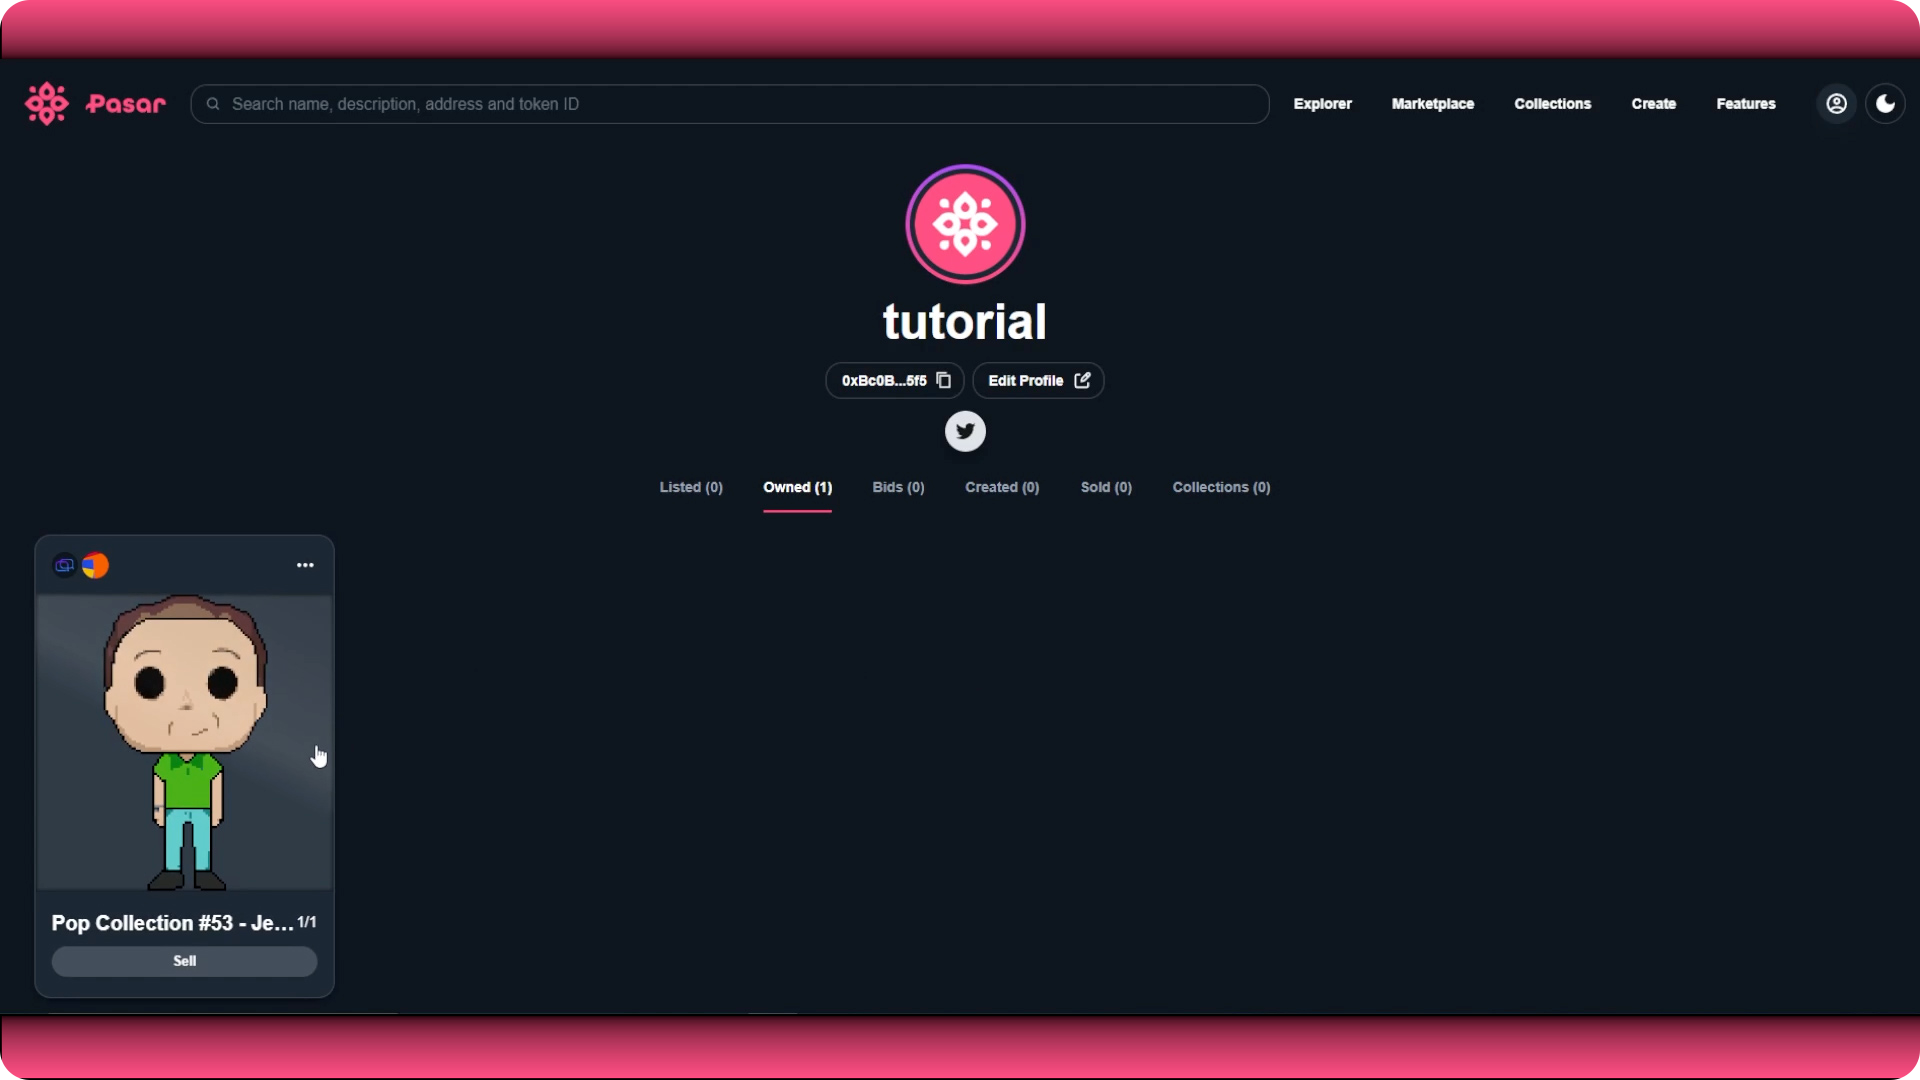 Pasar
Search name, description, address and token ID
Explorer
Marketplace
Collections
Create
Features
tutorial
0xBc0B...5f5
Edit Profile
Listed (0)
Owned (1)
Bids (0)
Created (0)
Sold (0)
Collections (0)
Pop Collection #53 - Je... 1/1
Sell